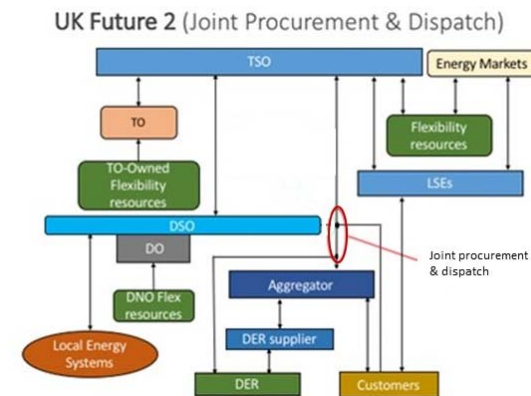 UK Future 2 (Joint Procurement & Dispatch)
TSO
Energy Markets
TO
Flexibility
resources
TO-Owned
Flexibility
resources
LSEs
DSO
DO
Joint procurement
& dispatch
Aggregator
DNO Flex
resources
DER supplier
Local Energy
Systems
DER
Customers